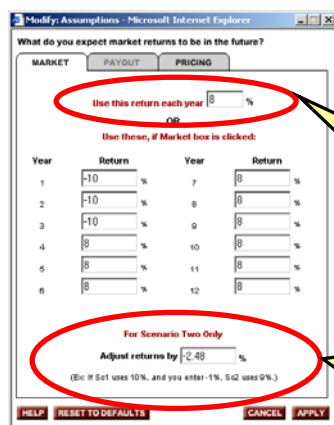 Modify: Assumptions - Microsoft Internet Explorer
What do you expect market returns to be in the future?
MARKET PAYOUT PRICING
Use this return each year 8 %
OR
Use these, if Market box is clicked:
Year Return Year Return
1 -10 % 7 8 %
2 -10 % 8 8 %
3 -10 % 9 8 %
4 8 % 10 8 %
5 8 % 11 8 %
6 8 % 12 8 %
For Scenario Two Only
Adjust returns by -2.48 %
(Ex: If Sc1 uses 10%, and you enter -1%, Sc2 uses 9%.)
HELP RESET TO DEFAULTS CANCEL APPLY